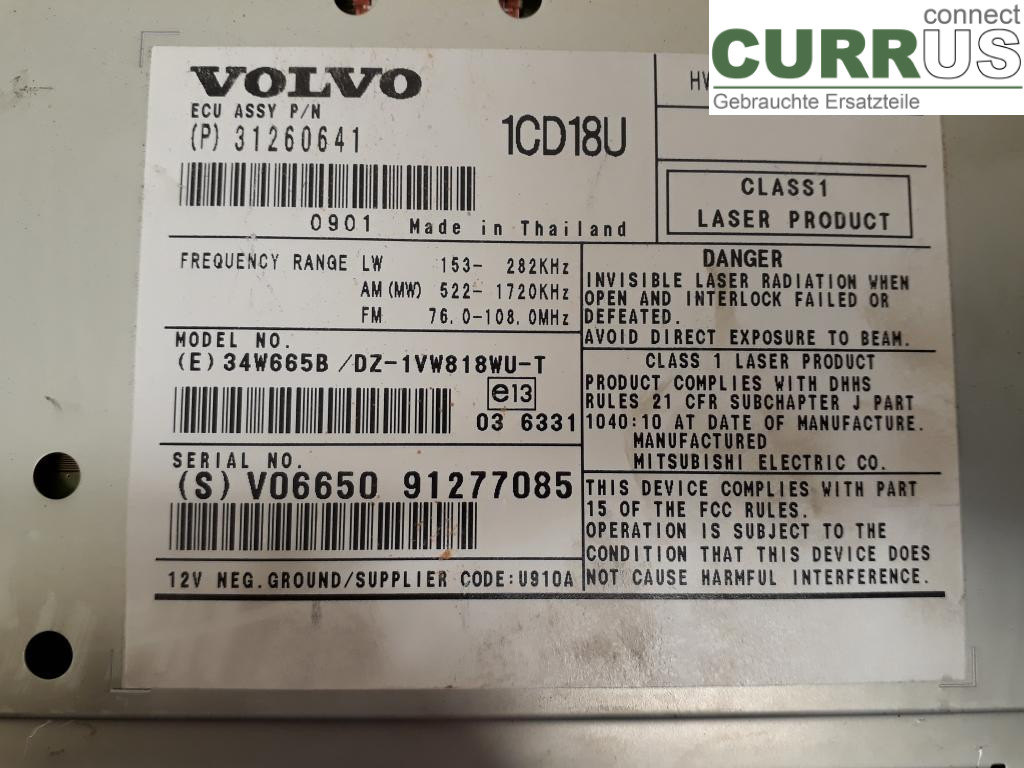 connect
CURRUS
Gebrauchte Ersatzteile
VOLVO
ECU ASSY P/N
(P) 31260641
1CD18U
0901 Made in Thailand
CLASS1
LASER PRODUCT
FREQUENCY RANGE LW 153- 282KHz
AM (MW) 522- 1720KHz
FM 76.0-108.0MHz
MODEL NO.
(E) 34W665B /DZ-1VW818WU-T
e13
03 6331
SERIAL NO.
(S) V06650 91277085
12V NEG.GROUND/SUPPLIER CODE:U910A
DANGER
INVISIBLE LASER RADIATION WHEN
OPEN AND INTERLOCK FAILED OR
DEFEATED.
AVOID DIRECT EXPOSURE TO BEAM.
CLASS 1 LASER PRODUCT
PRODUCT COMPLIES WITH DHHS
RULES 21 CFR SUBCHAPTER J PART
1040:10 AT DATE OF MANUFACTURE.
MANUFACTURED
MITSUBISHI ELECTRIC CO.
THIS DEVICE COMPLIES WITH PART
15 OF THE FCC RULES.
OPERATION IS SUBJECT TO THE
CONDITION THAT THIS DEVICE DOES
NOT CAUSE HARMFUL INTERFERENCE.